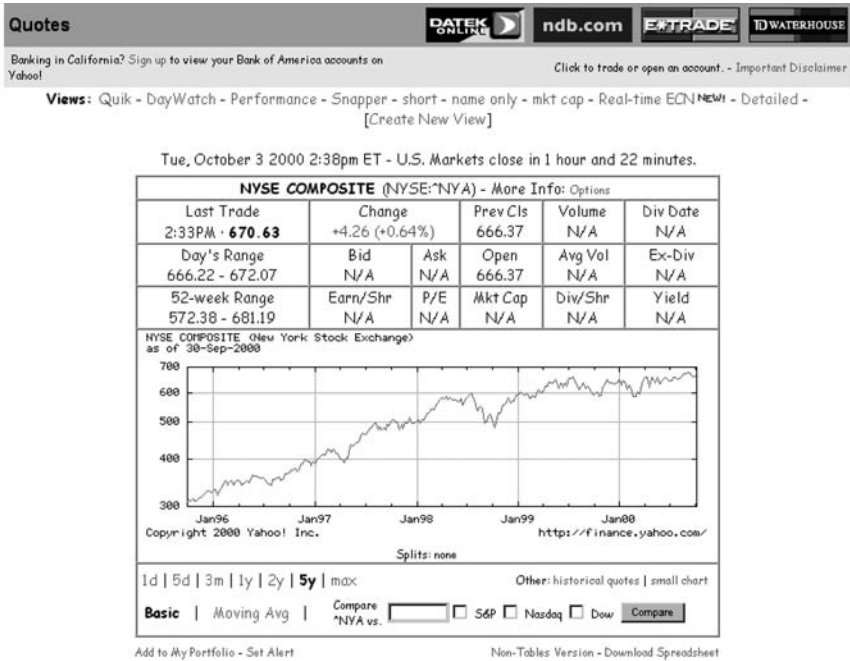 Quotes
DATEK ONLINE ndb.com E*TRADE TD WATERHOUSE
Banking in California? Sign up to view your Bank of America accounts on
Yahoo!
Click to trade or open an account. - Important Disclaimer
Views: Quik - DayWatch - Performance - Snapper - short - name only - mkt cap - Real-time ECN NEW! - Detailed -
[Create New View]
Tue, October 3 2000 2:38pm ET - U.S. Markets close in 1 hour and 22 minutes.
NYSE COMPOSITE (NYSE:^NYA) - More Info: Options
Last Trade Change Prev Cls Volume Div Date
2:33PM · 670.63 +4.26 (+0.64%) 666.37 N/A N/A
Day's Range Bid Ask Open Avg Vol Ex-Div
666.22 - 672.07 N/A N/A 666.37 N/A N/A
52-week Range Earn/Shr P/E Mkt Cap Div/Shr Yield
572.38 - 681.19 N/A N/A N/A N/A N/A
NYSE COMPOSITE (New York Stock Exchange)
as of 30-Sep-2000
700
600
500
400
300
Jan96 Jan97 Jan98 Jan99 Jan00
Copyright 2000 Yahoo! Inc. http://finance.yahoo.com/
Splits: none
1d | 5d | 3m | 1y | 2y | 5y | max Other: historical quotes | small chart
Basic | Moving Avg | Compare ^NYA vs. S&P Nasdaq Dow Compare
Add to My Portfolio - Set Alert Non-Tables Version - Download Spreadsheet